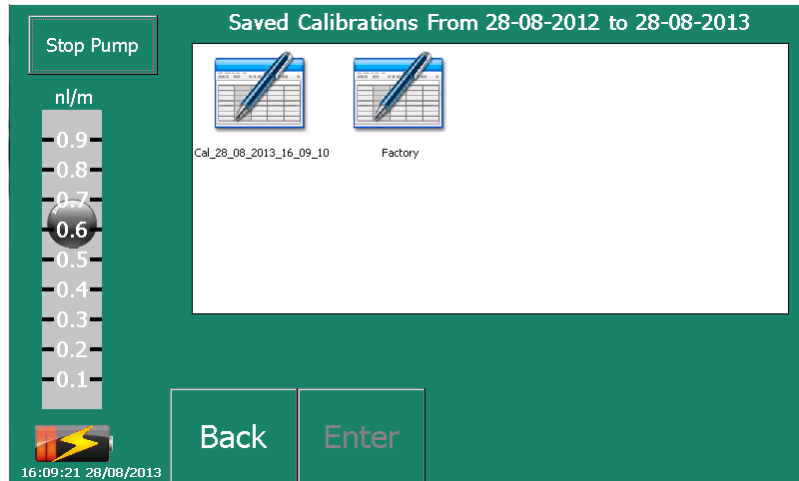 Saved Calibrations From 28-08-2012 to 28-08-2013
Stop Pump
nl/m
0.9
0.8
0.7
0.6
0.5
0.4
0.3
0.2
0.1
Cal_28_08_2013_16_09_10
Factory
Back
Enter
16:09:21 28/08/2013